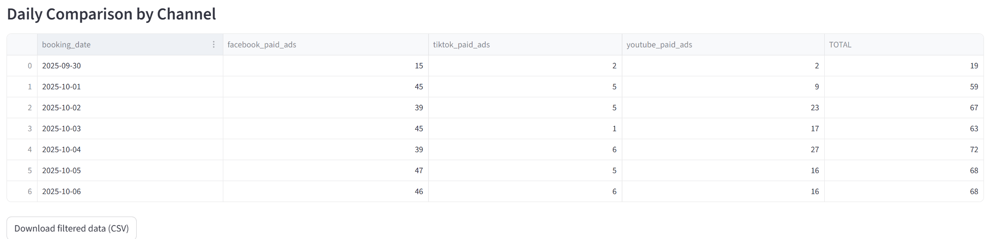 Daily Comparison by Channel
booking_date ⋮ facebook_paid_ads tiktok_paid_ads youtube_paid_ads TOTAL
0 2025-09-30 15 2 2 19
1 2025-10-01 45 5 9 59
2 2025-10-02 39 5 23 67
3 2025-10-03 45 1 17 63
4 2025-10-04 39 6 27 72
5 2025-10-05 47 5 16 68
6 2025-10-06 46 6 16 68
Download filtered data (CSV)